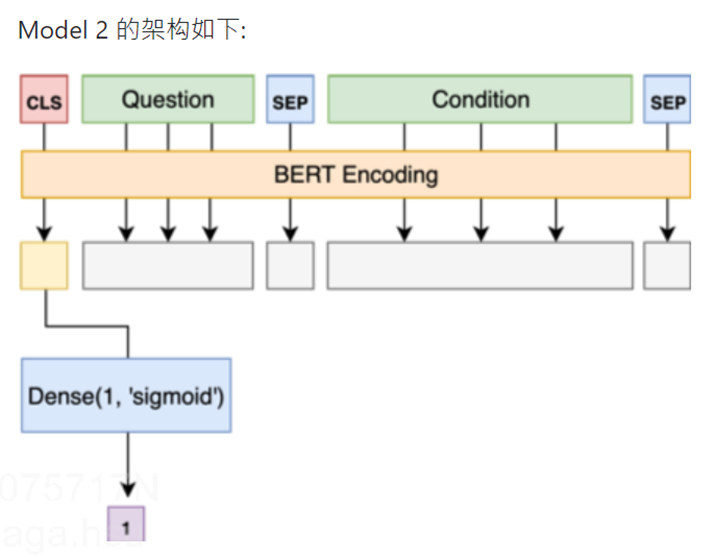 Model 2 的架构如下:
CLS Question SEP Condition SEP
BERT Encoding
Dense(1, 'sigmoid')
1